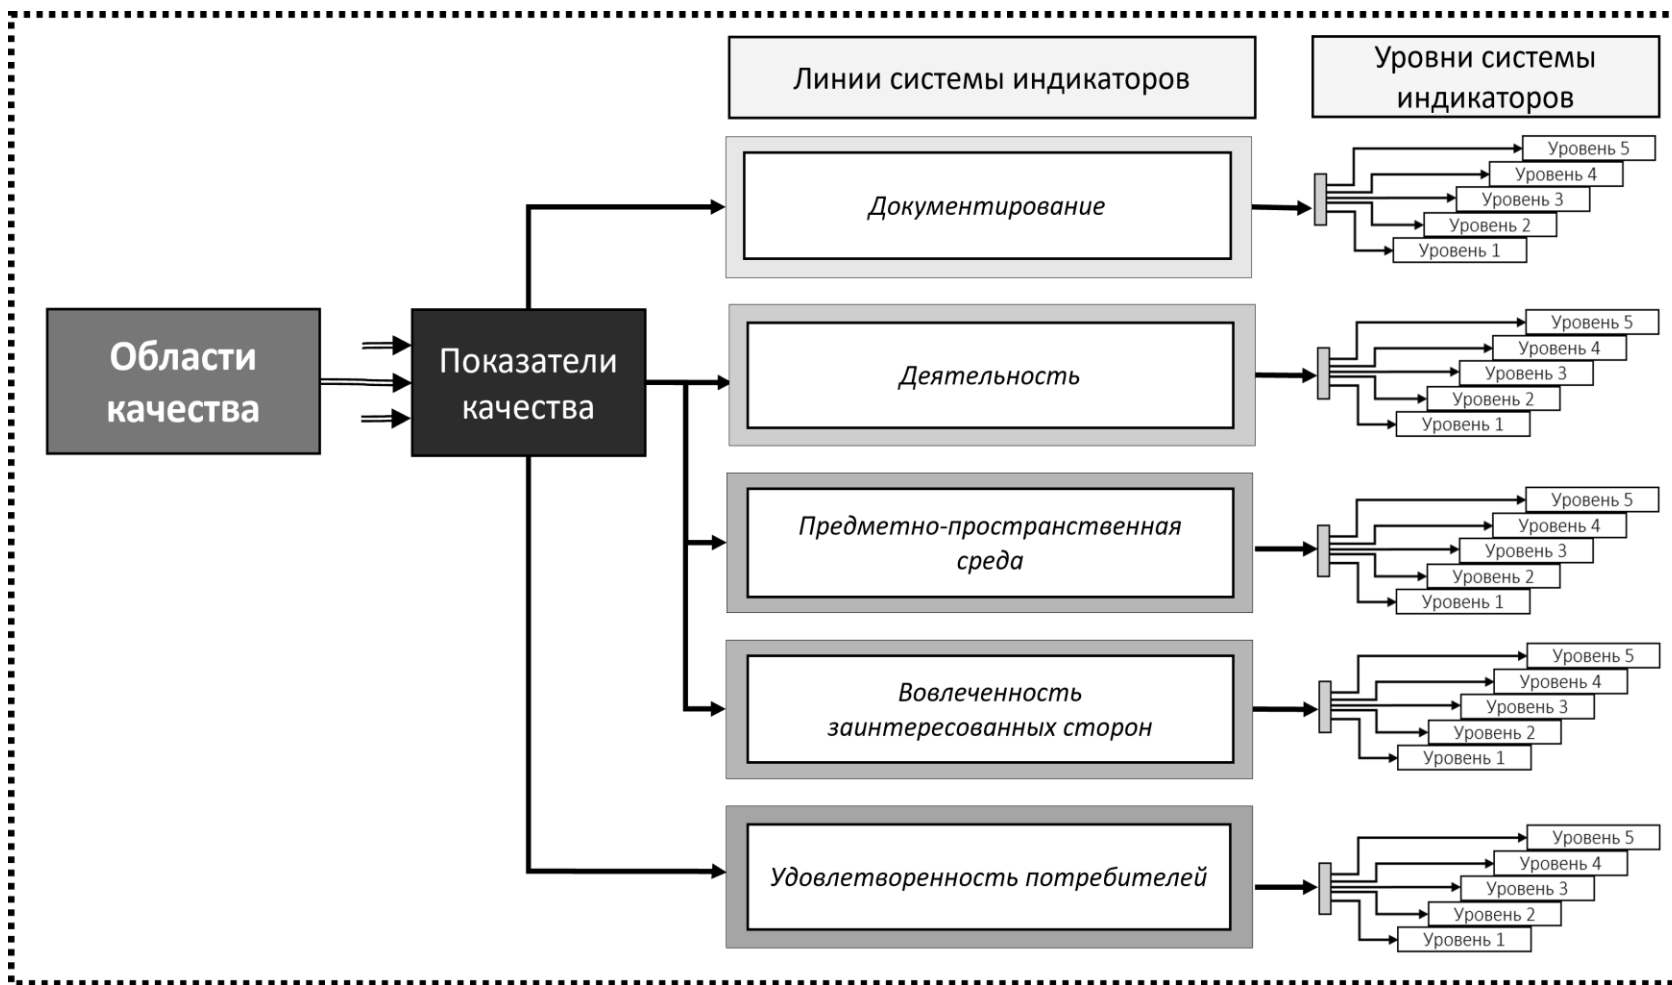 Линии системы индикаторов
Уровни системы
индикаторов
Области
качества
Показатели
качества
Документирование
Уровень 5
Уровень 4
Уровень 3
Уровень 2
Уровень 1
Деятельность
Уровень 5
Уровень 4
Уровень 3
Уровень 2
Уровень 1
Предметно-пространственная
среда
Уровень 5
Уровень 4
Уровень 3
Уровень 2
Уровень 1
Вовлеченность
заинтересованных сторон
Уровень 5
Уровень 4
Уровень 3
Уровень 2
Уровень 1
Удовлетворенность потребителей
Уровень 5
Уровень 4
Уровень 3
Уровень 2
Уровень 1